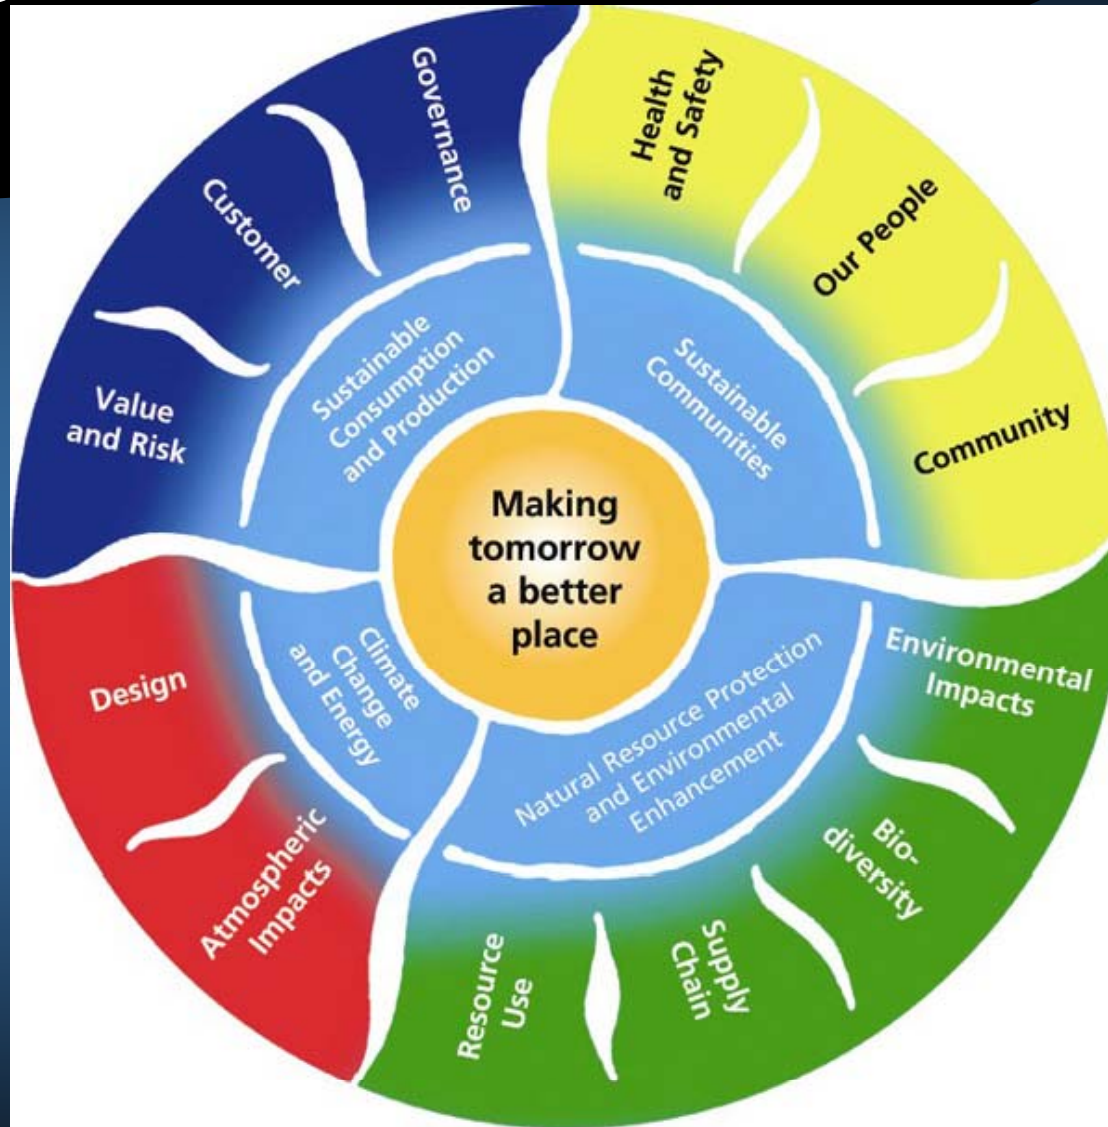 Governance
Customer
Value
and Risk
Sustainable
Consumption
and Production
Health
and Safety
Our People
Community
Sustainable
Communities
Making
tomorrow
a better
place
Design
Atmospheric
Impacts
Climate
Change
and Energy
Natural Resource Protection
and Environmental
Enhancement
Environmental
Impacts
Bio-
diversity
Supply
Chain
Resource
Use